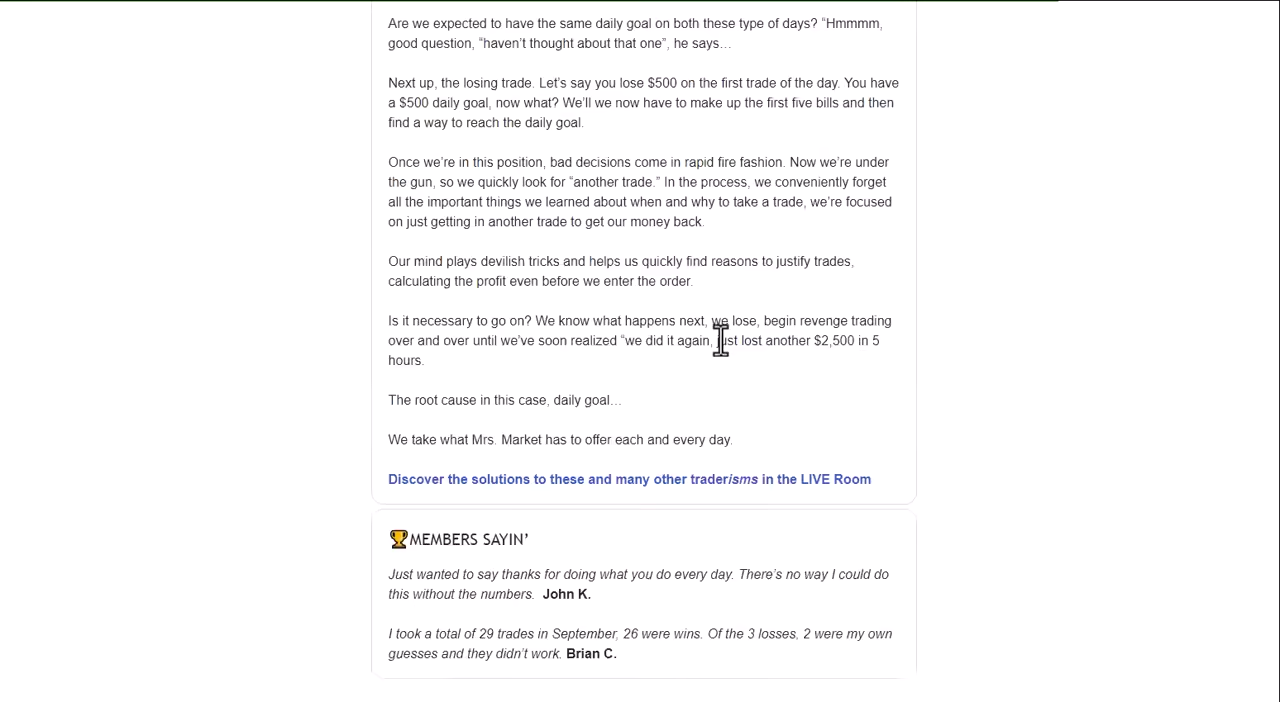 Are we expected to have the same daily goal on both these type of days? “Hmmmm,
good question, “haven’t thought about that one”, he says…
Next up, the losing trade. Let’s say you lose $500 on the first trade of the day. You have
a $500 daily goal, now what? We’ll we now have to make up the first five bills and then
find a way to reach the daily goal.
Once we’re in this position, bad decisions come in rapid fire fashion. Now we’re under
the gun, so we quickly look for “another trade.” In the process, we conveniently forget
all the important things we learned about when and why to take a trade, we’re focused
on just getting in another trade to get our money back.
Our mind plays devilish tricks and helps us quickly find reasons to justify trades,
calculating the profit even before we enter the order.
Is it necessary to go on? We know what happens next, we lose, begin revenge trading
over and over until we’ve soon realized “we did it again, just lost another $2,500 in 5
hours.
The root cause in this case, daily goal…
We take what Mrs. Market has to offer each and every day.
Discover the solutions to these and many other traderisms in the LIVE Room
🏆MEMBERS SAYIN’
Just wanted to say thanks for doing what you do every day. There’s no way I could do
this without the numbers. John K.
I took a total of 29 trades in September, 26 were wins. Of the 3 losses, 2 were my own
guesses and they didn’t work. Brian C.